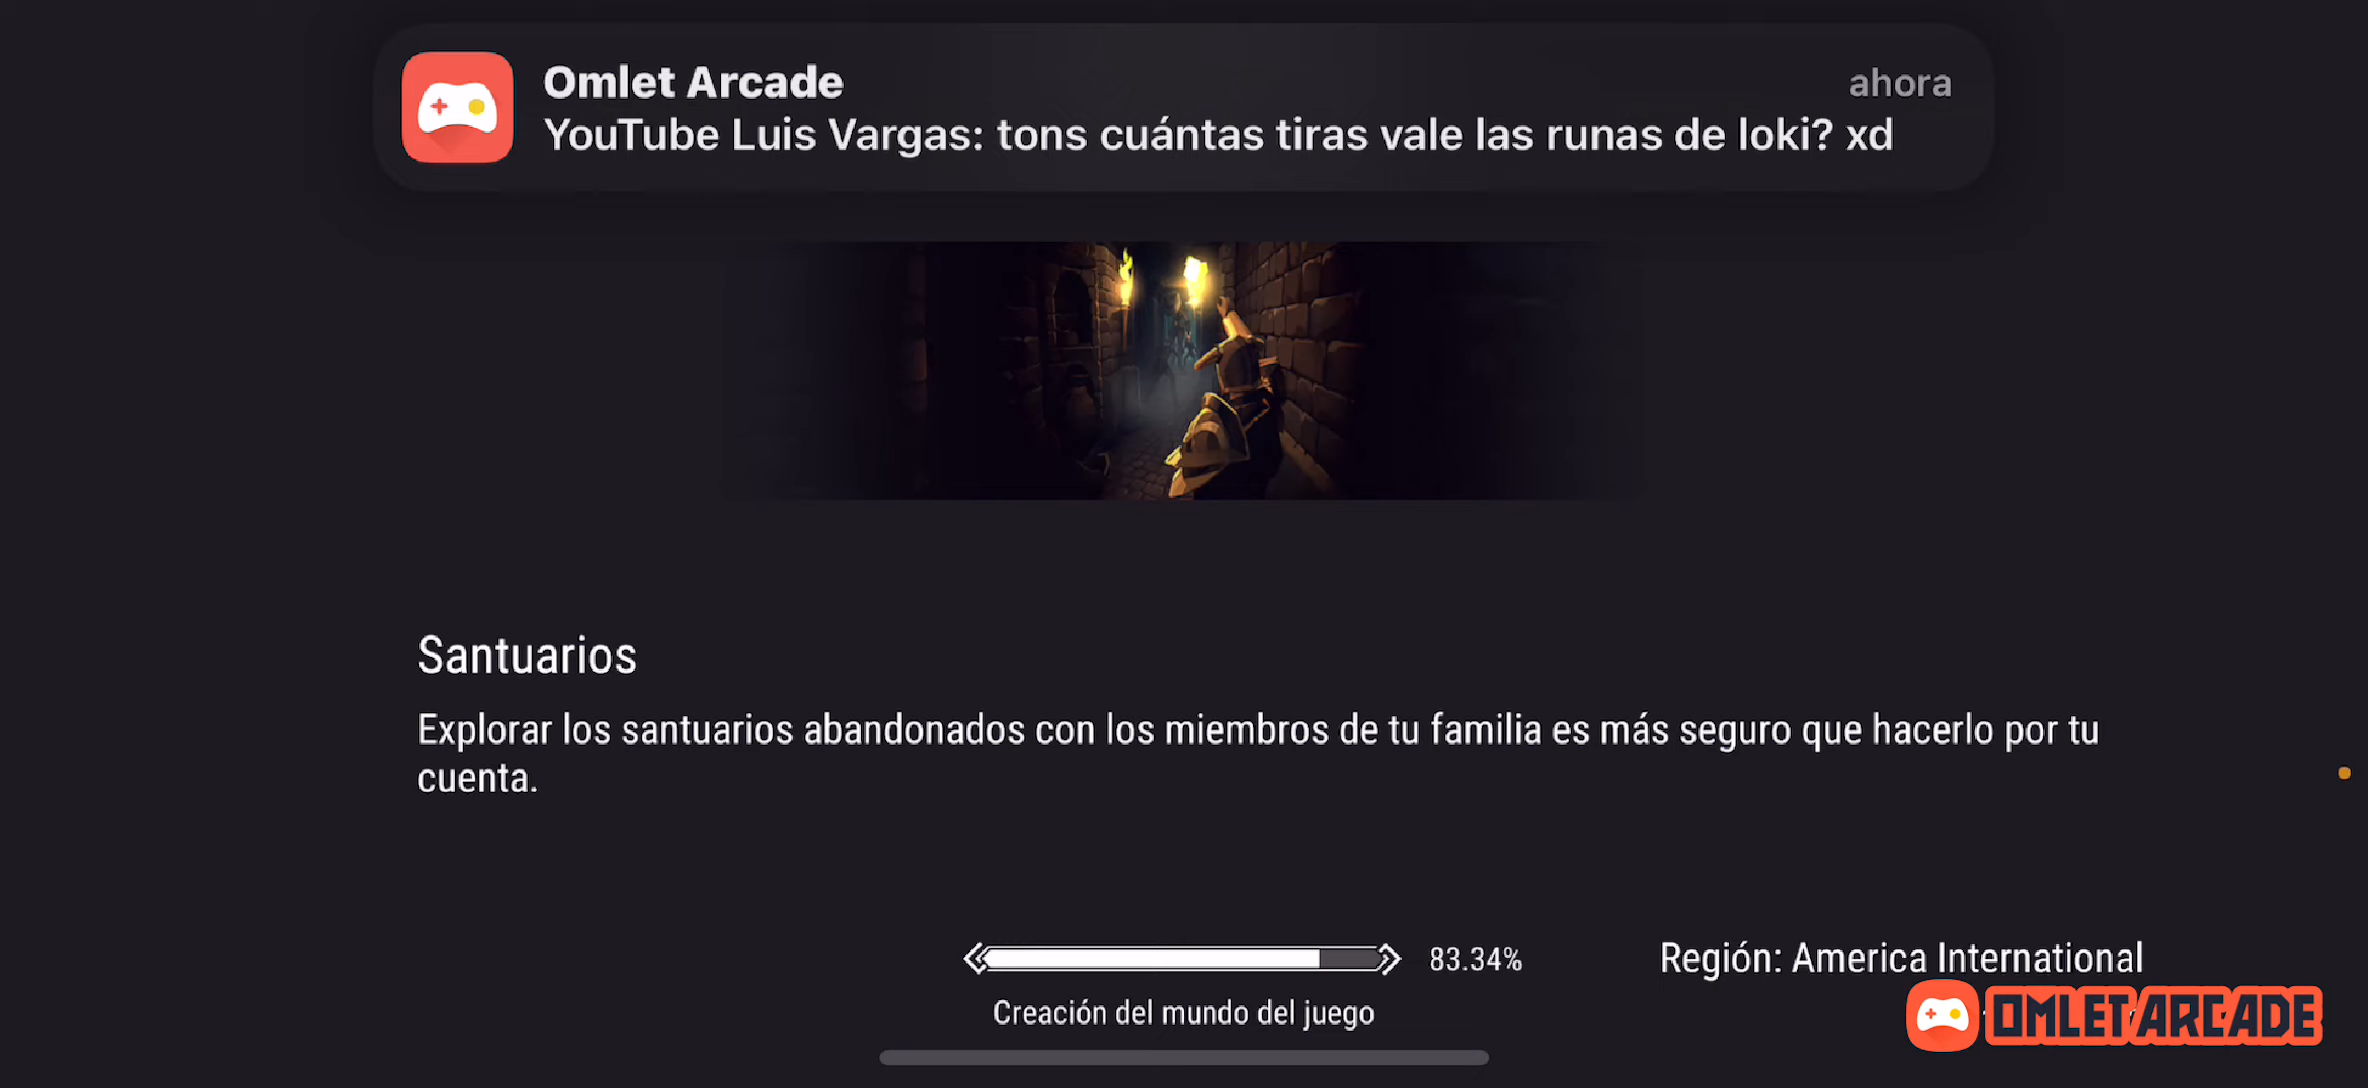 Omlet Arcade
ahora
YouTube Luis Vargas: tons cuántas tiras vale las runas de loki? xd
Santuarios
Explorar los santuarios abandonados con los miembros de tu familia es más seguro que hacerlo por tu
cuenta.
83.34%
Región: America International
Creación del mundo del juego
OMLET ARCADE